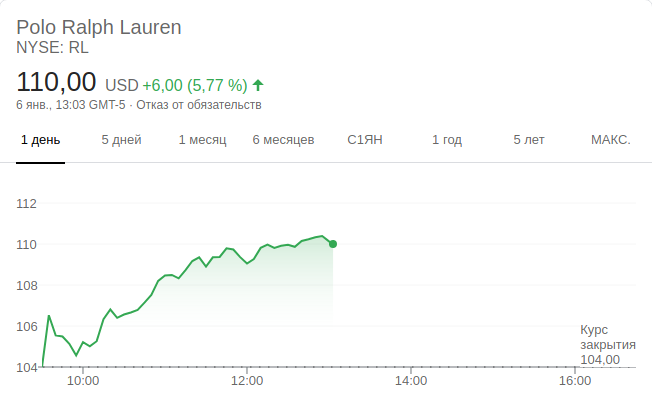 Polo Ralph Lauren
NYSE: RL
110,00 USD +6,00 (5,77 %)
6 янв., 13:03 GMT-5 · Отказ от обязательств
1 день 5 дней 1 месяц 6 месяцев С1ЯН 1 год 5 лет МАКС.
112
110
108
106
104
Курс
закрытия
104,00
10:00 12:00 14:00 16:00